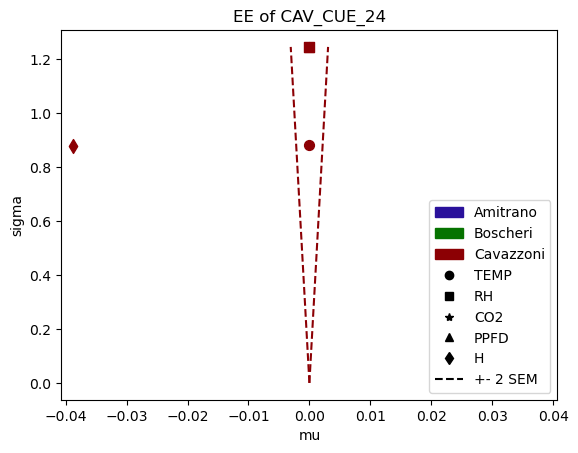 EE of CAV_CUE_24
sigma
1.2
1.0
0.8
0.6
0.4
0.2
0.0
Amitrano
Boscheri
Cavazzoni
TEMP
RH
CO2
PPFD
H
+- 2 SEM
−0.04 −0.03 −0.02 −0.01 0.00 0.01 0.02 0.03 0.04
mu